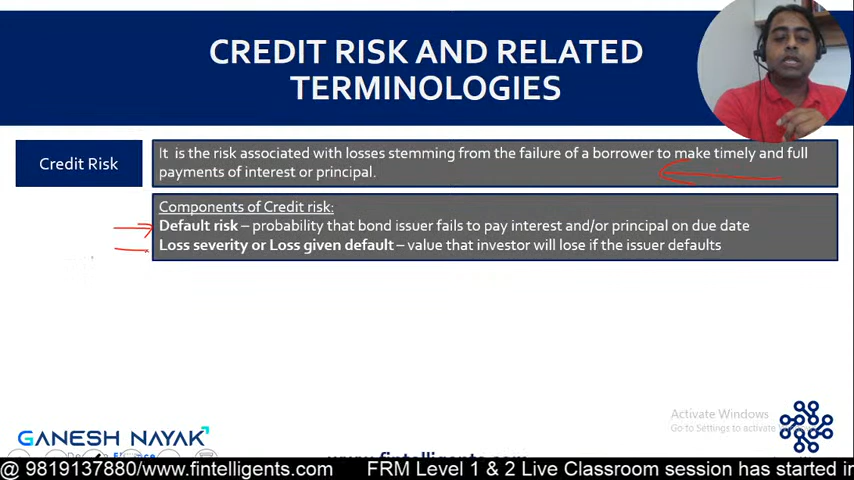 CREDIT RISK AND RELATED
TERMINOLOGIES
Credit Risk
It is the risk associated with losses stemming from the failure of a borrower to make timely and full
payments of interest or principal.
Components of Credit risk:
Default risk – probability that bond issuer fails to pay interest and/or principal on due date
Loss severity or Loss given default – value that investor will lose if the issuer defaults
Activate Windows
Go to Settings to activate Windows.
GANESH NAYAK
www.fintelligents.com
@ 9819137880/www.fintelligents.com FRM Level 1 & 2 Live Classroom session has started in